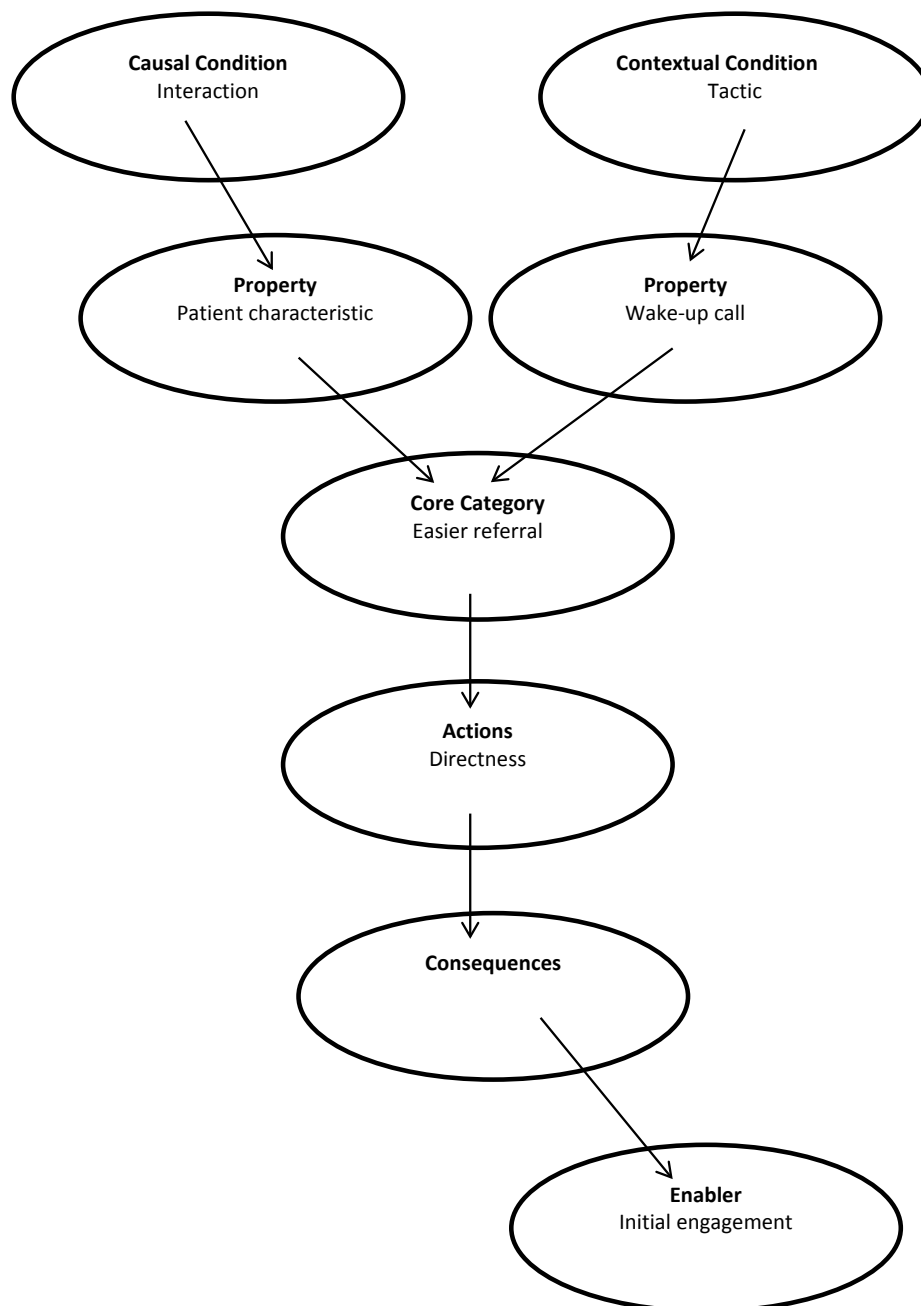 Causal Condition
Interaction
Contextual Condition
Tactic
Property
Patient characteristic
Property
Wake-up call
Core Category
Easier referral
Actions
Directness
Consequences
Enabler
Initial engagement